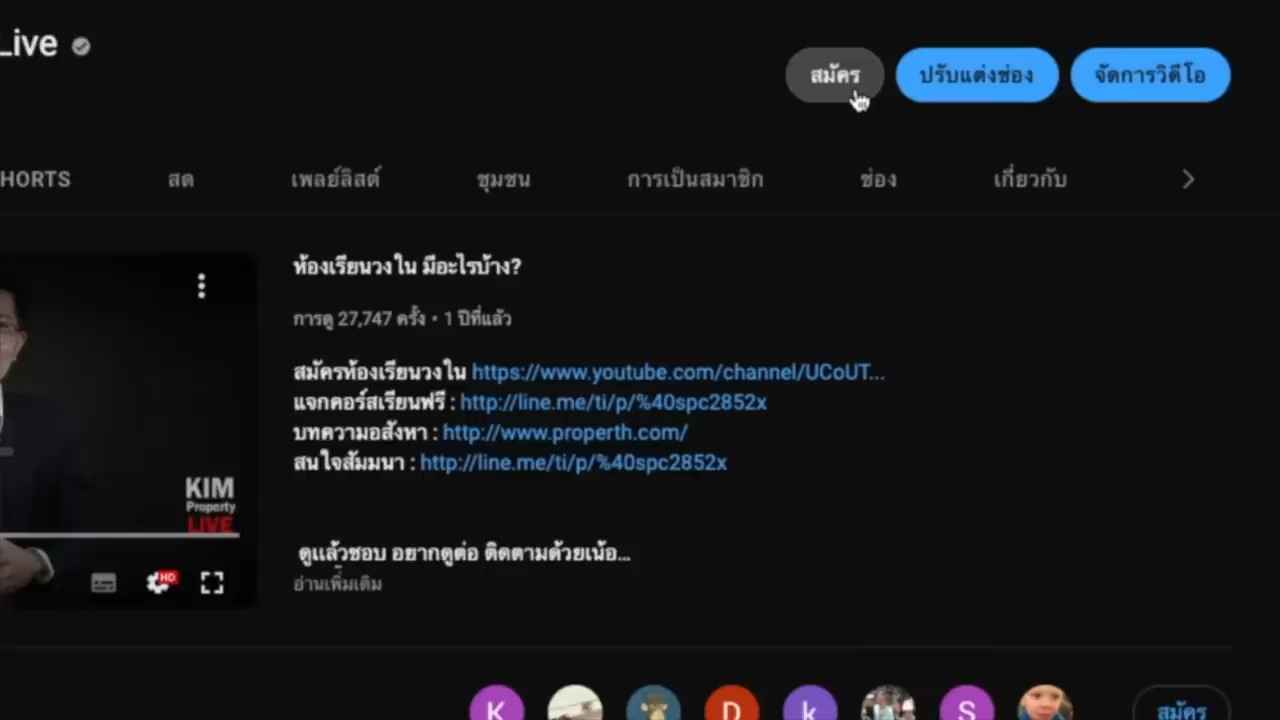 Live
สมัคร
ปรับแต่งช่อง
จัดการวิดีโอ
HORTS
สด
เพลย์ลิสต์
ชุมชน
การเป็นสมาชิก
ช่อง
เกี่ยวกับ
ห้องเรียนวงใน มีอะไรบ้าง?
การดู 27,747 ครั้ง • 1 ปีที่แล้ว
สมัครห้องเรียนวงใน https://www.youtube.com/channel/UCoUT...
แจกคอร์สเรียนฟรี : http://line.me/ti/p/%40spc2852x
บทความอสังหา : http://www.properth.com/
สนใจสัมมนา : http://line.me/ti/p/%40spc2852x
KIM
Property
LIVE
ดูแล้วชอบ อยากดูต่อ ติดตามด้วยเน้อ...
อ่านเพิ่มเติม
HD
K
D
k
S
สมัคร